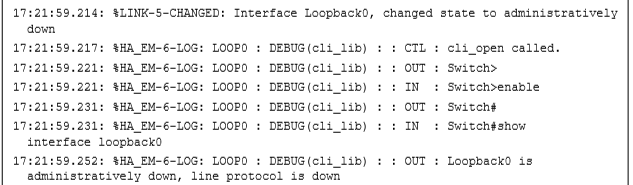 17:21:59.214: %LINK-5-CHANGED: Interface Loopback0, changed state to administratively
down
17:21:59.217: %HA_EM-6-LOG: LOOP0 : DEBUG(cli_lib) : : CTL : cli_open called.
17:21:59.221: %HA_EM-6-LOG: LOOP0 : DEBUG(cli_lib) : : OUT : Switch>
17:21:59.221: %HA_EM-6-LOG: LOOP0 : DEBUG(cli_lib) : : IN : Switch>enable
17:21:59.231: %HA_EM-6-LOG: LOOP0 : DEBUG(cli_lib) : : OUT : Switch#
17:21:59.231: %HA_EM-6-LOG: LOOP0 : DEBUG(cli_lib) : : IN : Switch#show
interface loopback0
17:21:59.252: %HA_EM-6-LOG: LOOP0 : DEBUG(cli_lib) : : OUT : Loopback0 is
administratively down, line protocol is down